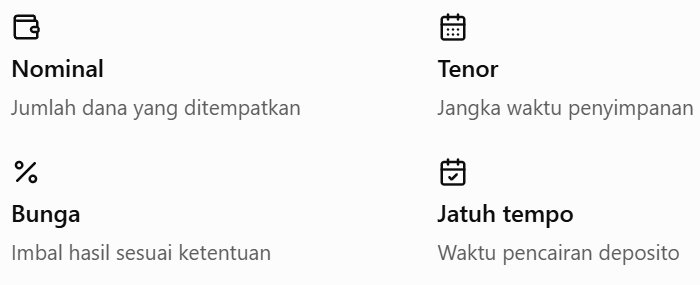 Nominal
Jumlah dana yang ditempatkan
Tenor
Jangka waktu penyimpanan
Bunga
Imbal hasil sesuai ketentuan
Jatuh tempo
Waktu pencairan deposito